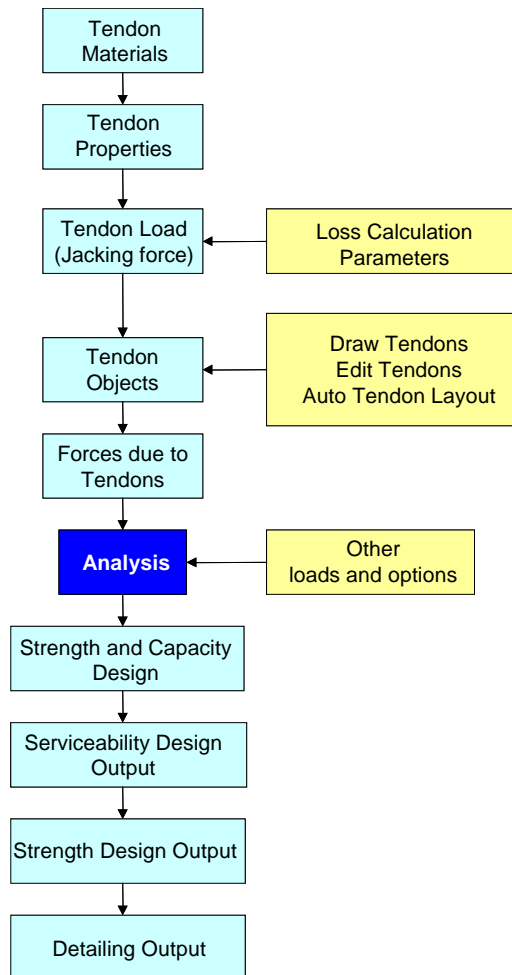 Tendon
Materials
Tendon
Properties
Tendon Load
(Jacking force)
Loss Calculation
Parameters
Tendon
Objects
Draw Tendons
Edit Tendons
Auto Tendon Layout
Forces due to
Tendons
Analysis
Other
loads and options
Strength and Capacity
Design
Serviceability Design
Output
Strength Design Output
Detailing Output